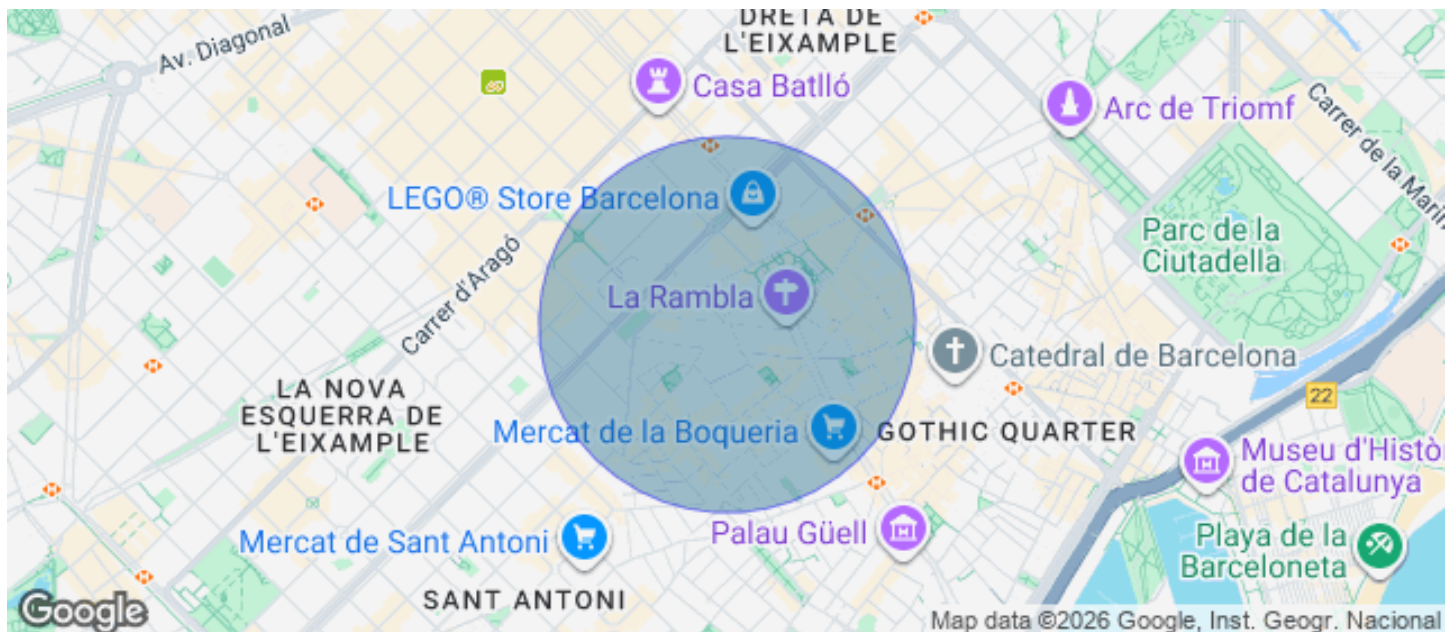 DRETA DE
L'EIXAMPLE
Av. Diagonal
Casa Batlló
Arc de Triomf
Carrer de la Marin
LEGO® Store Barcelona
Parc de la
Ciutadella
Carrer d'Aragó
La Rambla
Catedral de Barcelona
LA NOVA
ESQUERRA DE
L'EIXAMPLE
22
Mercat de la Boqueria
GOTHIC QUARTER
Museu d'Histò
de Catalunya
Mercat de Sant Antoni
Palau Güell
Playa de la
Barceloneta
SANT ANTONI
Google
Map data ©2026 Google, Inst. Geogr. Nacional